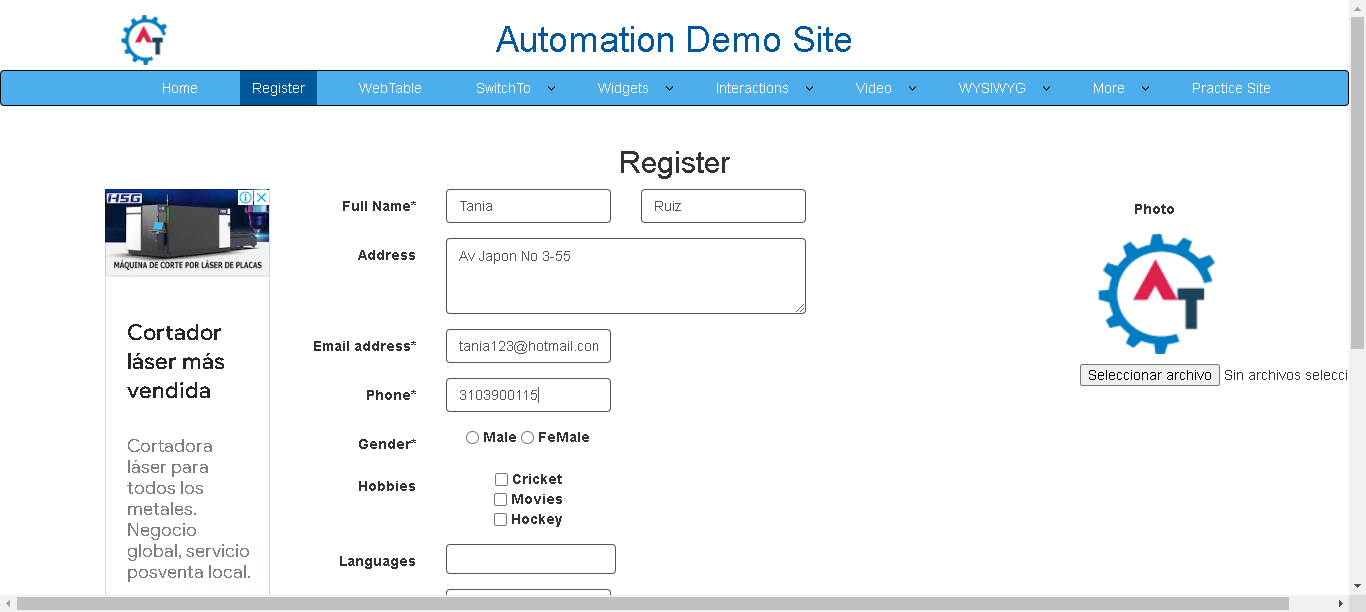 Automation Demo Site
Home Register WebTable SwitchTo Widgets Interactions Video WYSIWYG More Practice Site
Register
HSG
MÁQUINA DE CORTE POR LÁSER DE PLACAS
Cortador
láser más
vendida
Cortadora
láser para
todos los
metales.
Negocio
global, servicio
posventa local.
Full Name* Tania Ruiz
Address Av Japon No 3-55
Email address* tania123@hotmail.con
Phone* 3103900115
Gender* Male FeMale
Hobbies Cricket
Movies
Hockey
Languages
Photo
AT
Seleccionar archivo Sin archivos selecci